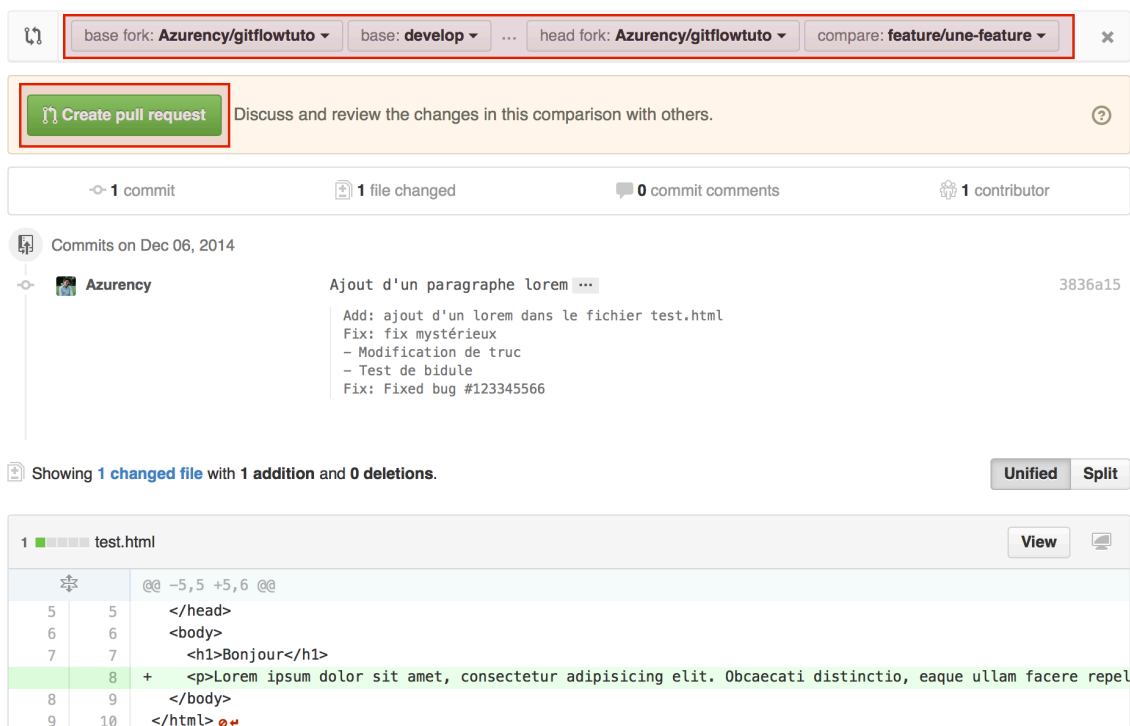 base fork: Azurency/gitflowtuto base: develop ... head fork: Azurency/gitflowtuto compare: feature/une-feature
Create pull request Discuss and review the changes in this comparison with others.
1 commit 1 file changed 0 commit comments 1 contributor
Commits on Dec 06, 2014
Azurency Ajout d'un paragraphe lorem ... 3836a15
Add: ajout d'un lorem dans le fichier test.html
Fix: fix mystérieux
– Modification de truc
– Test de bidule
Fix: Fixed bug #123345566
Showing 1 changed file with 1 addition and 0 deletions. Unified Split
1 test.html View
@@ -5,5 +5,6 @@
5 5 </head>
6 6 <body>
7 7 <h1>Bonjour</h1>
8 + <p>Lorem ipsum dolor sit amet, consectetur adipisicing elit. Obcaecati distinctio, eaque ullam facere repel
8 9 </body>
9 10 </html>